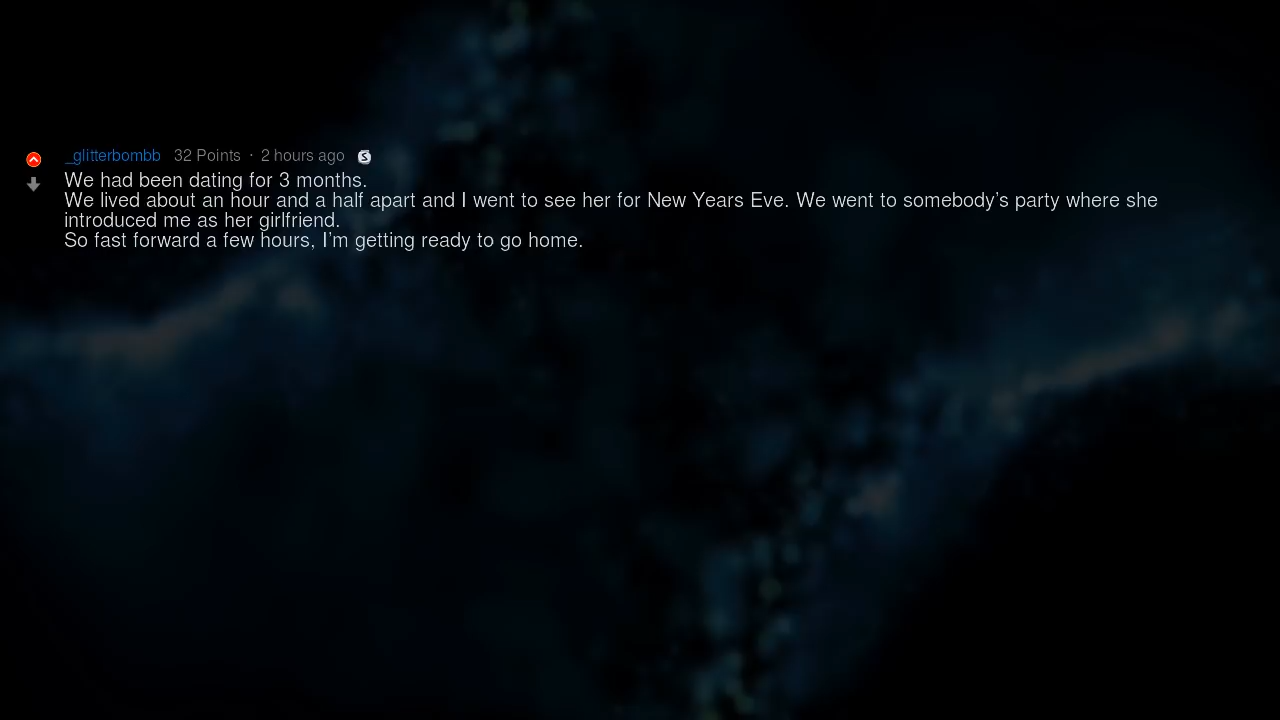 _glitterbombb 32 Points · 2 hours ago S
We had been dating for 3 months.
We lived about an hour and a half apart and I went to see her for New Years Eve. We went to somebody's party where she
introduced me as her girlfriend.
So fast forward a few hours, I'm getting ready to go home.